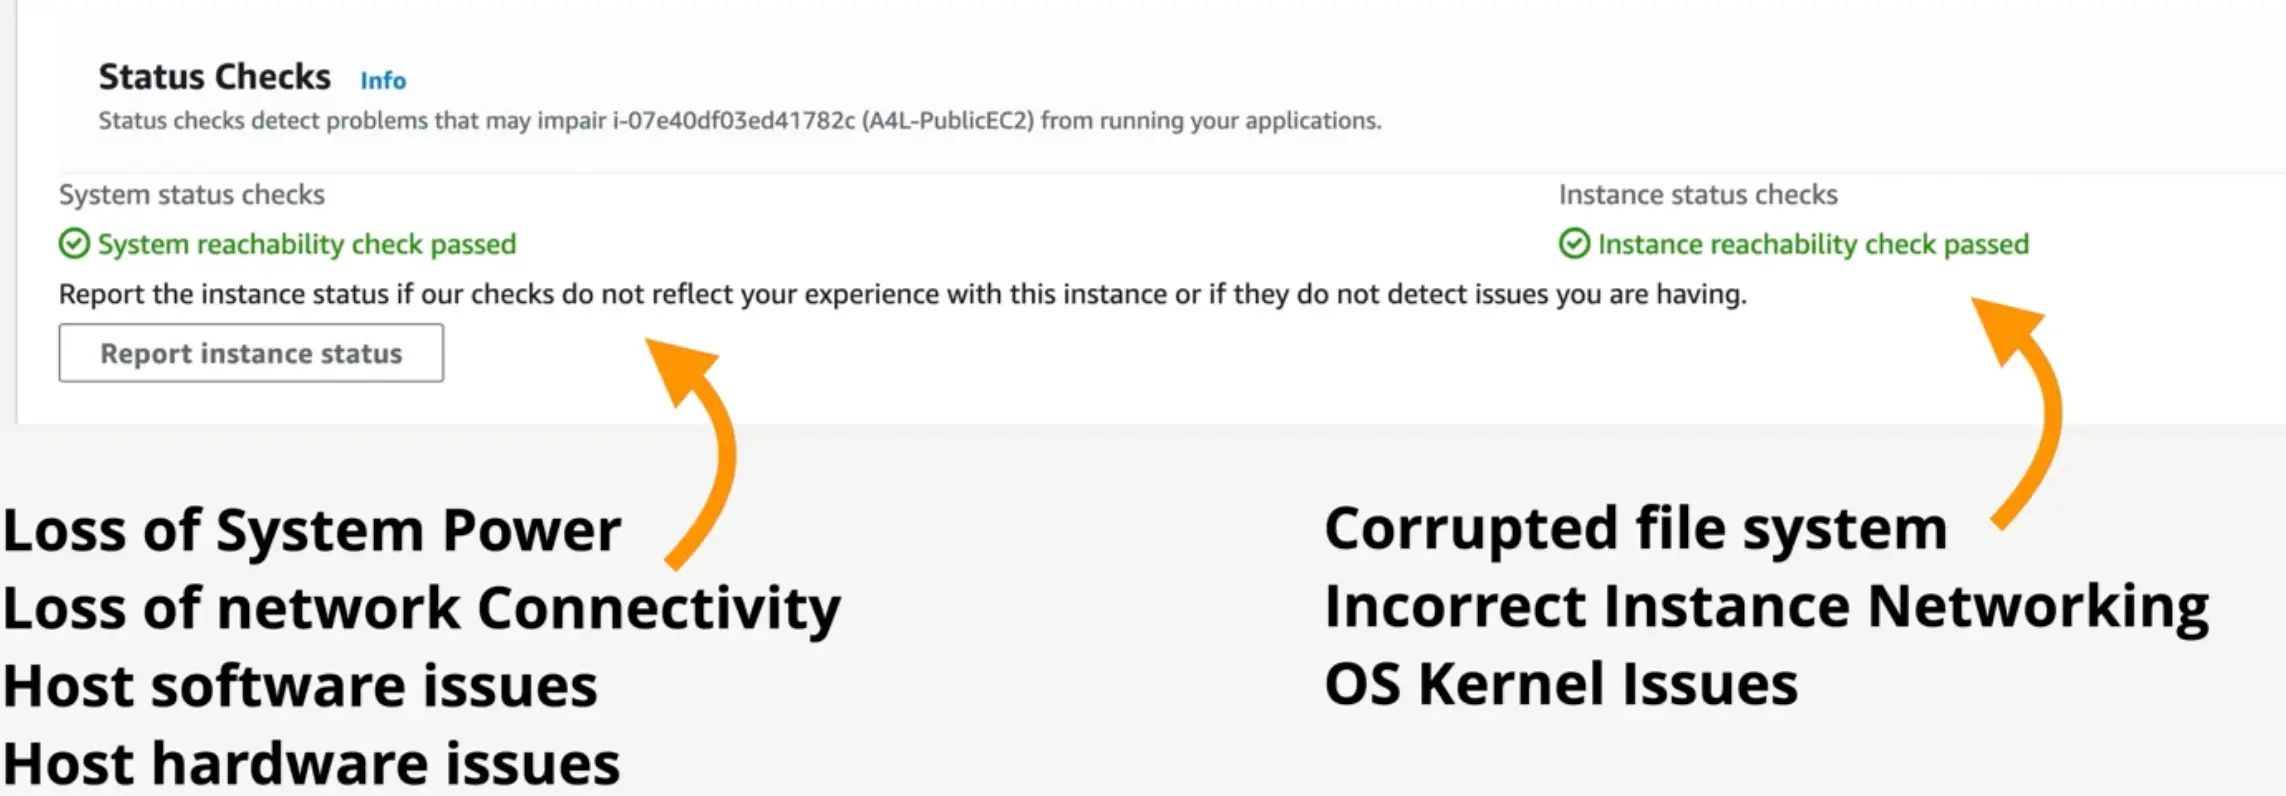 Status Checks Info
Status checks detect problems that may impair i-07e40df03ed41782c (A4L-PublicEC2) from running your applications.
System status checks
Instance status checks
System reachability check passed
Instance reachability check passed
Report the instance status if our checks do not reflect your experience with this instance or if they do not detect issues you are having.
Report instance status
Loss of System Power
Loss of network Connectivity
Host software issues
Host hardware issues
Corrupted file system
Incorrect Instance Networking
OS Kernel Issues